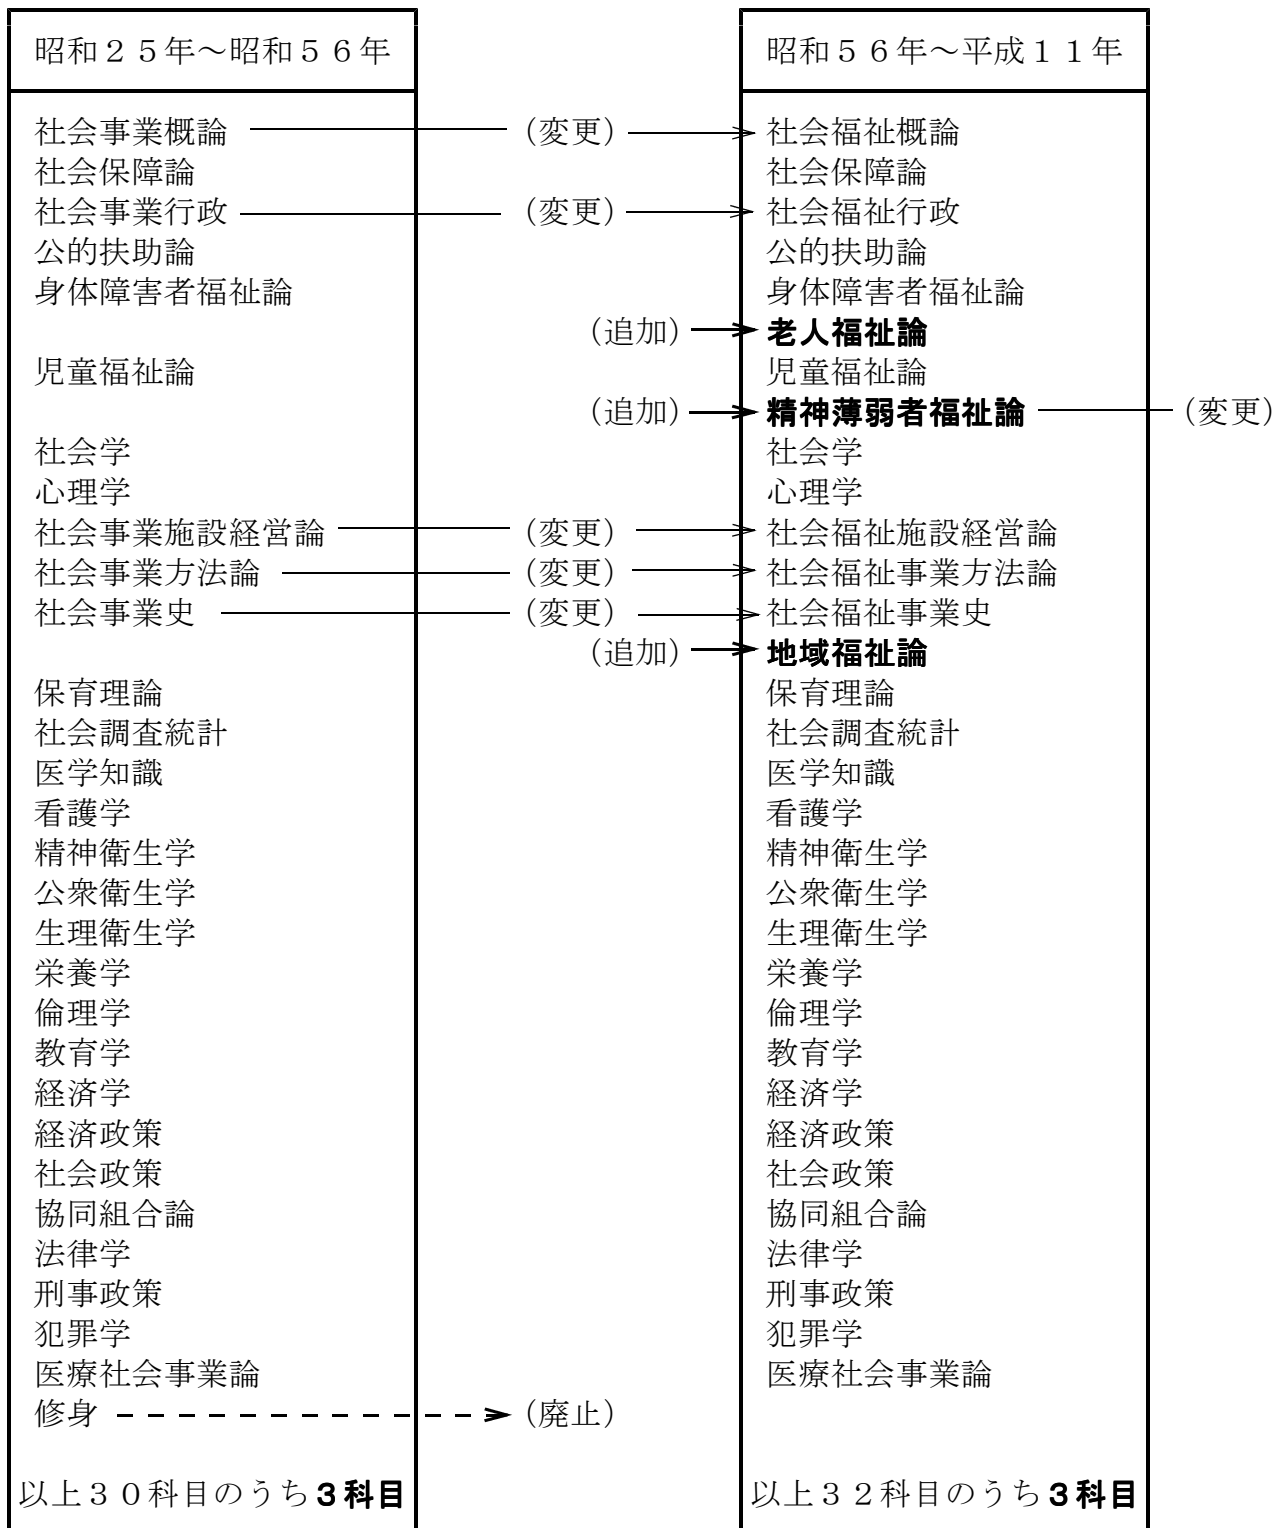 昭和２５年～昭和５６年　昭和５６年～平成１１年
社会事業概論　（変更）　社会福祉概論
社会保障論　社会保障論
社会事業行政　（変更）　社会福祉行政
公的扶助論　公的扶助論
身体障害者福祉論　身体障害者福祉論
（追加）　老人福祉論
児童福祉論　児童福祉論
（追加）　精神薄弱者福祉論　（変更）
社会学　社会学
心理学　心理学
社会事業施設経営論　（変更）　社会福祉施設経営論
社会事業方法論　（変更）　社会福祉事業方法論
社会事業史　（変更）　社会福祉事業史
（追加）　地域福祉論
保育理論　保育理論
社会調査統計　社会調査統計
医学知識　医学知識
看護学　看護学
精神衛生学　精神衛生学
公衆衛生学　公衆衛生学
生理衛生学　生理衛生学
栄養学　栄養学
倫理学　倫理学
教育学　教育学
経済学　経済学
経済政策　経済政策
社会政策　社会政策
協同組合論　協同組合論
法律学　法律学
刑事政策　刑事政策
犯罪学　犯罪学
医療社会事業論　医療社会事業論
修身　（廃止）
以上３０科目のうち３科目　以上３２科目のうち３科目